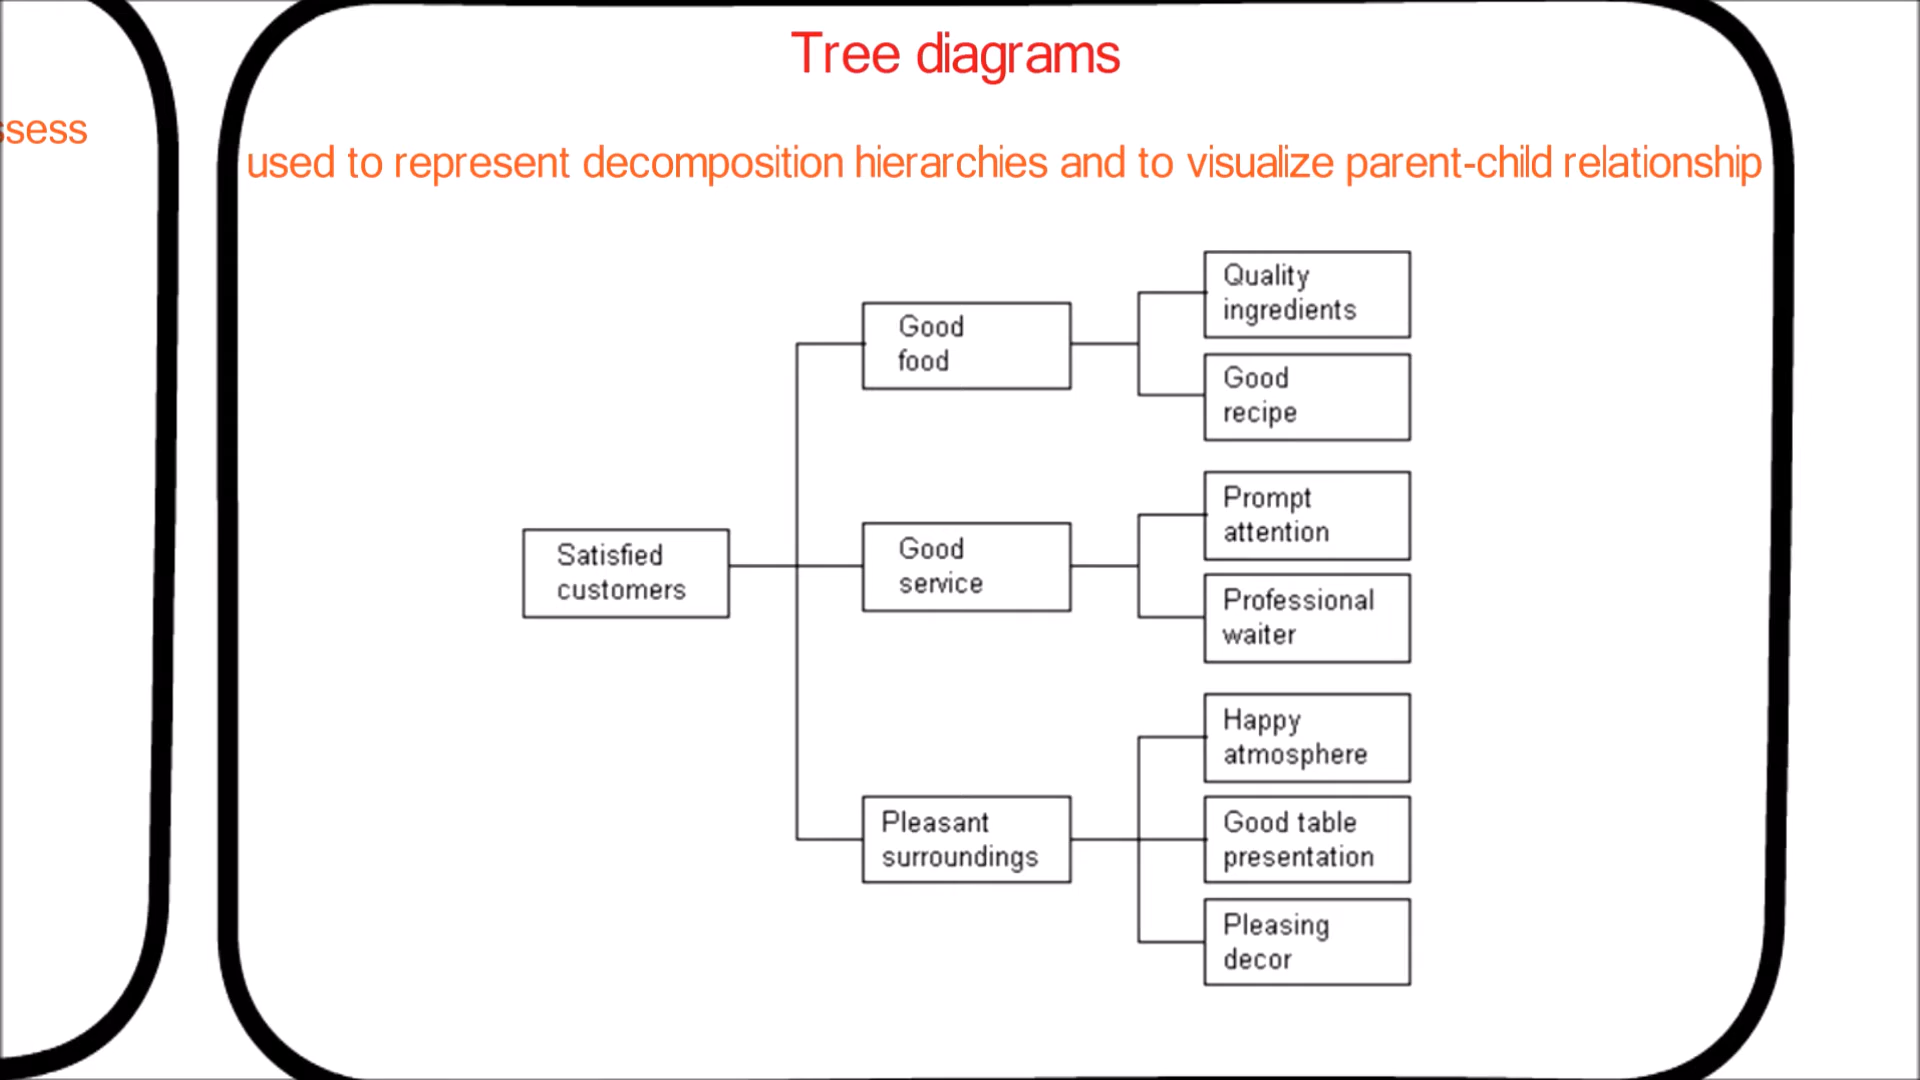 Tree diagrams
used to represent decomposition hierarchies and to visualize parent-child relationship
Quality
ingredients
Good
food
Good
recipe
Prompt
attention
Satisfied
customers
Good
service
Professional
waiter
Happy
atmosphere
Pleasant
surroundings
Good table
presentation
Pleasing
decor